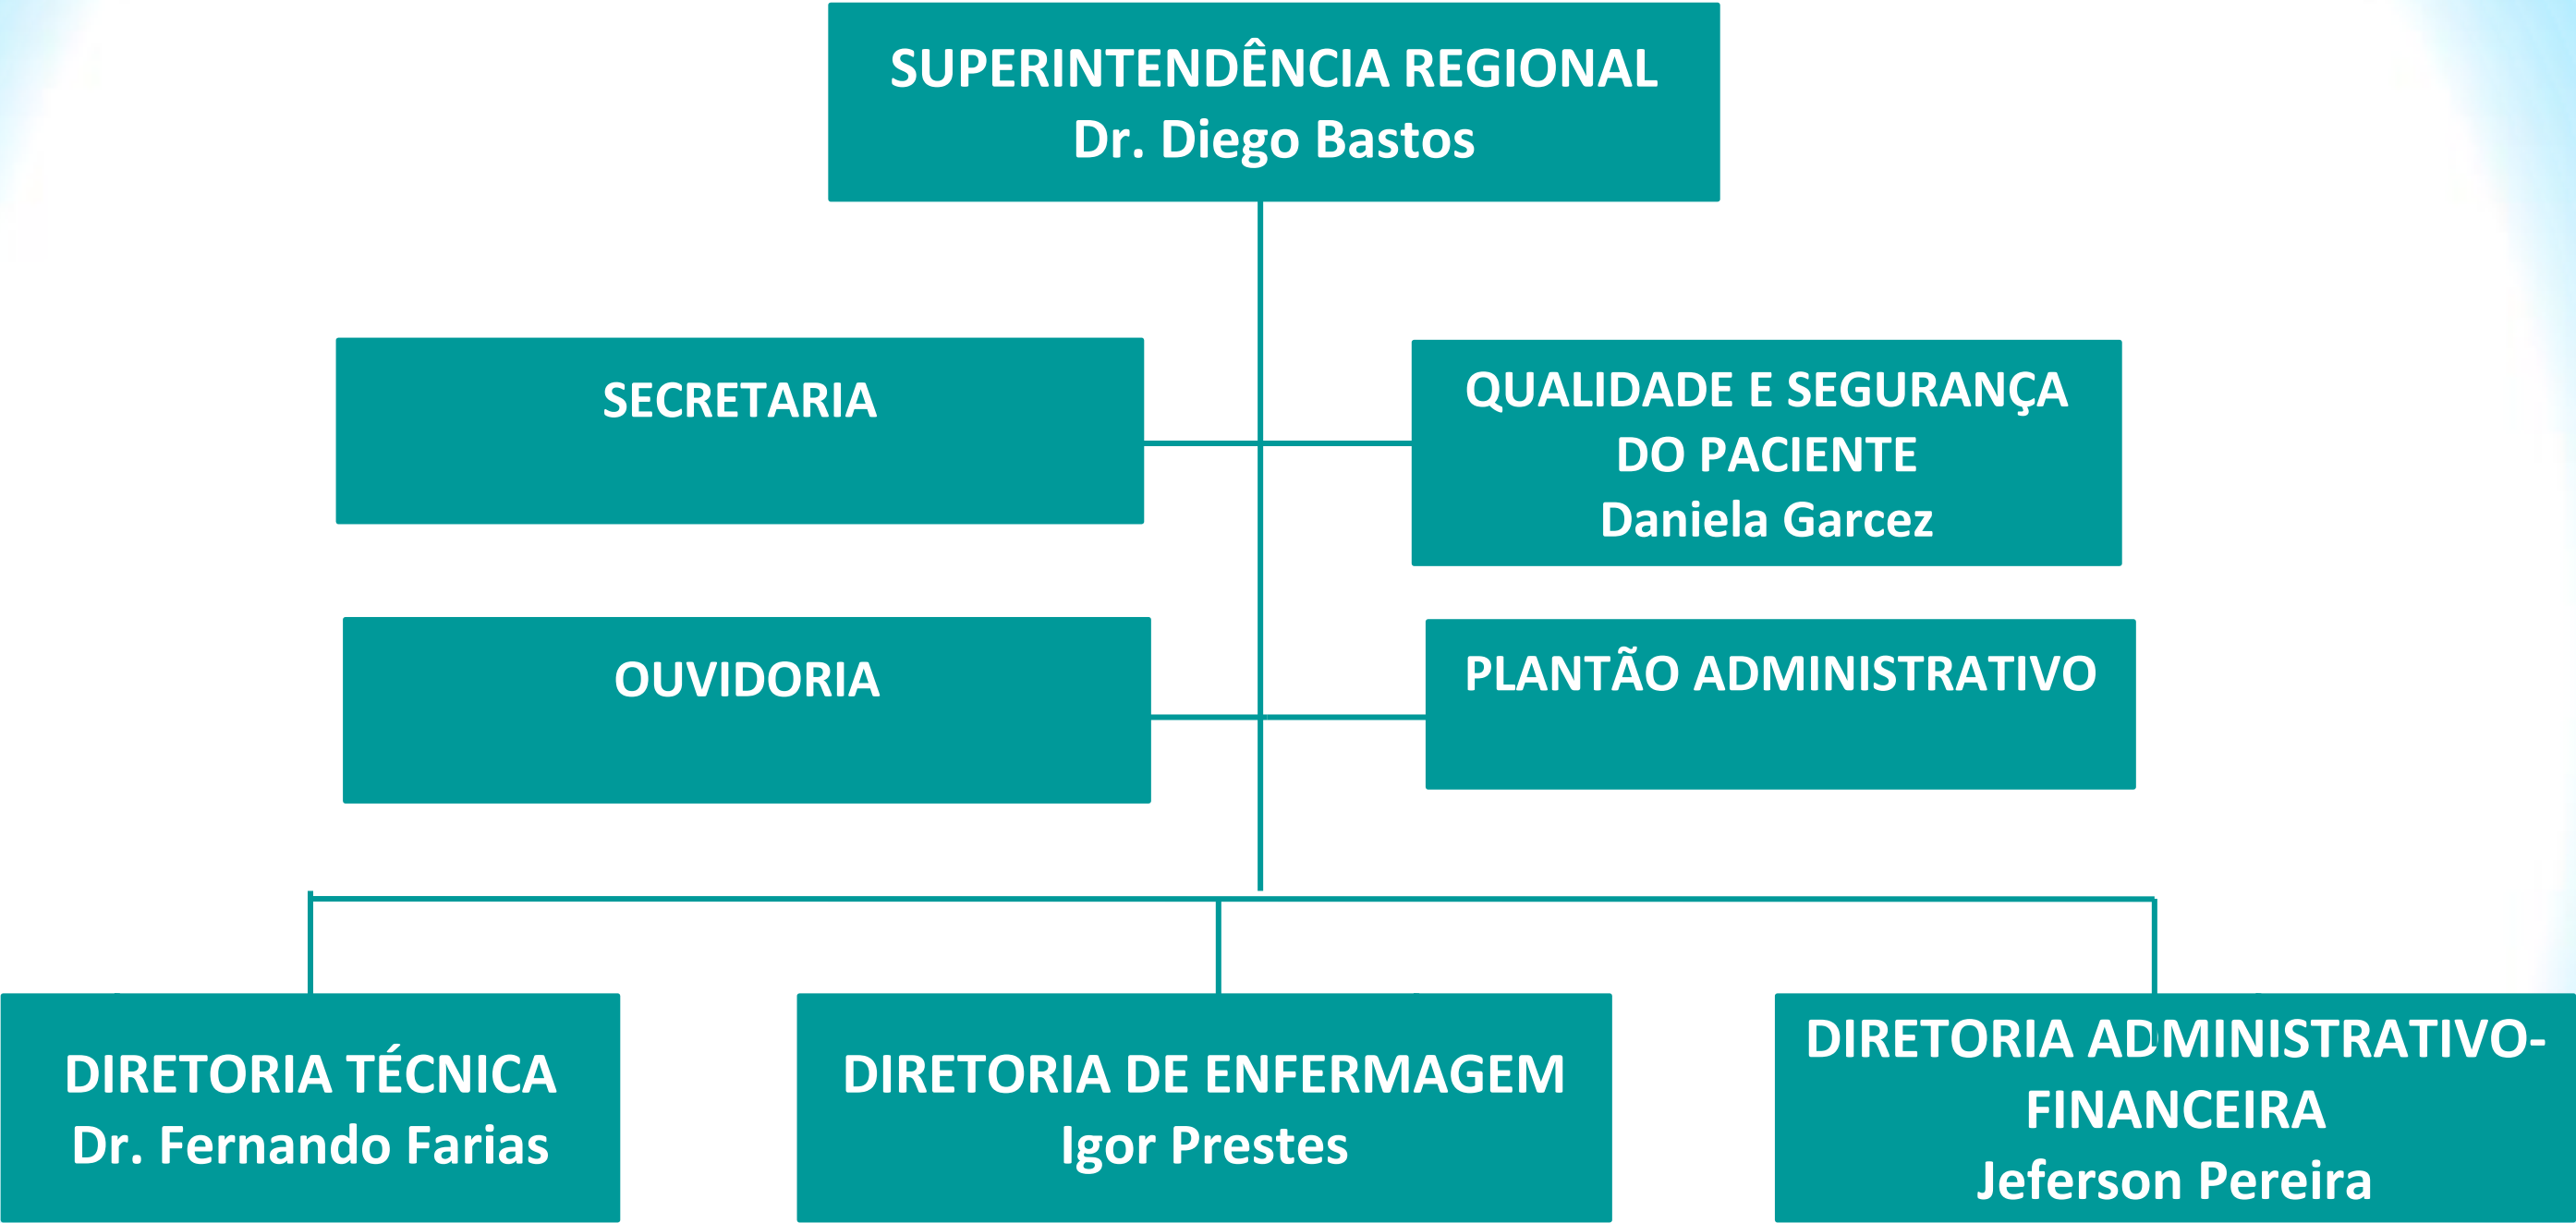 SUPERINTENDÊNCIA REGIONAL
Dr. Diego Bastos
SECRETARIA
QUALIDADE E SEGURANÇA
DO PACIENTE
Daniela Garcez
OUVIDORIA
PLANTÃO ADMINISTRATIVO
DIRETORIA TÉCNICA
Dr. Fernando Farias
DIRETORIA DE ENFERMAGEM
Igor Prestes
DIRETORIA ADMINISTRATIVO-
FINANCEIRA
Jeferson Pereira